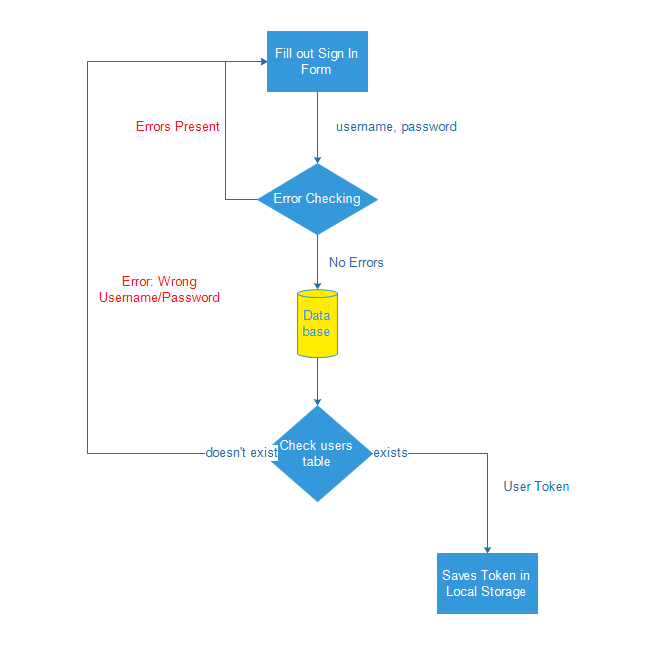 Fill out Sign In
Form
Errors Present
username, password
Error Checking
No Errors
Error: Wrong
Username/Password
Data
base
doesn't exist
Check users
table
exists
User Token
Saves Token in
Local Storage